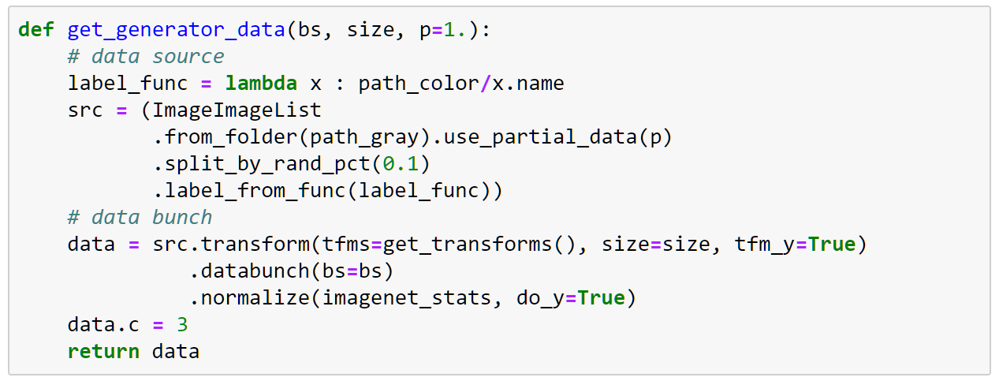 def get_generator_data(bs, size, p=1.):
    # data source
    label_func = lambda x : path_color/x.name
    src = (ImageImageList
           .from_folder(path_gray).use_partial_data(p)
           .split_by_rand_pct(0.1)
           .label_from_func(label_func))
    # data bunch
    data = src.transform(tfms=get_transforms(), size=size, tfm_y=True)
              .databunch(bs=bs)
              .normalize(imagenet_stats, do_y=True)
    data.c = 3
    return data